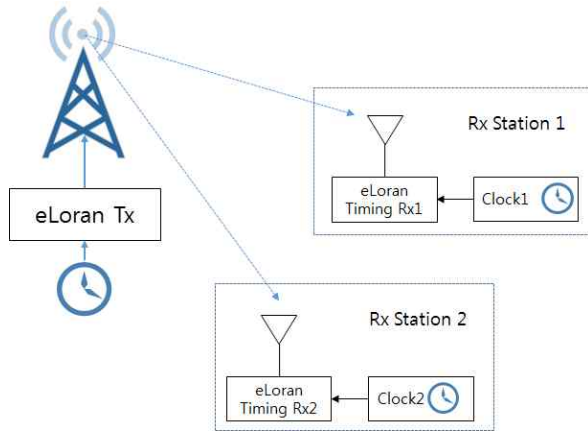 Rx Station 1
eLoran
Timing Rx1
Clock1
eLoran Tx
Rx Station 2
eLoran
Timing Rx2
Clock2